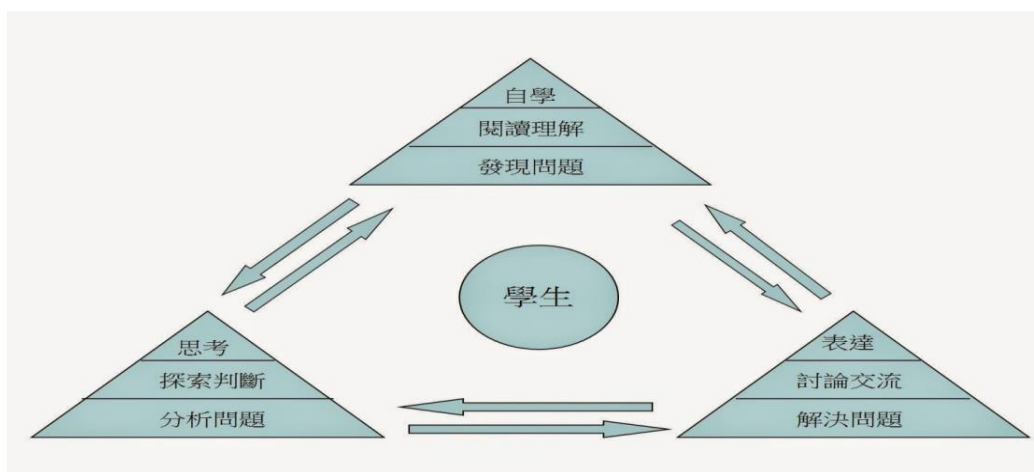 自學
閱讀理解
發現問題
學生
思考
探索判斷
分析問題
表達
討論交流
解決問題